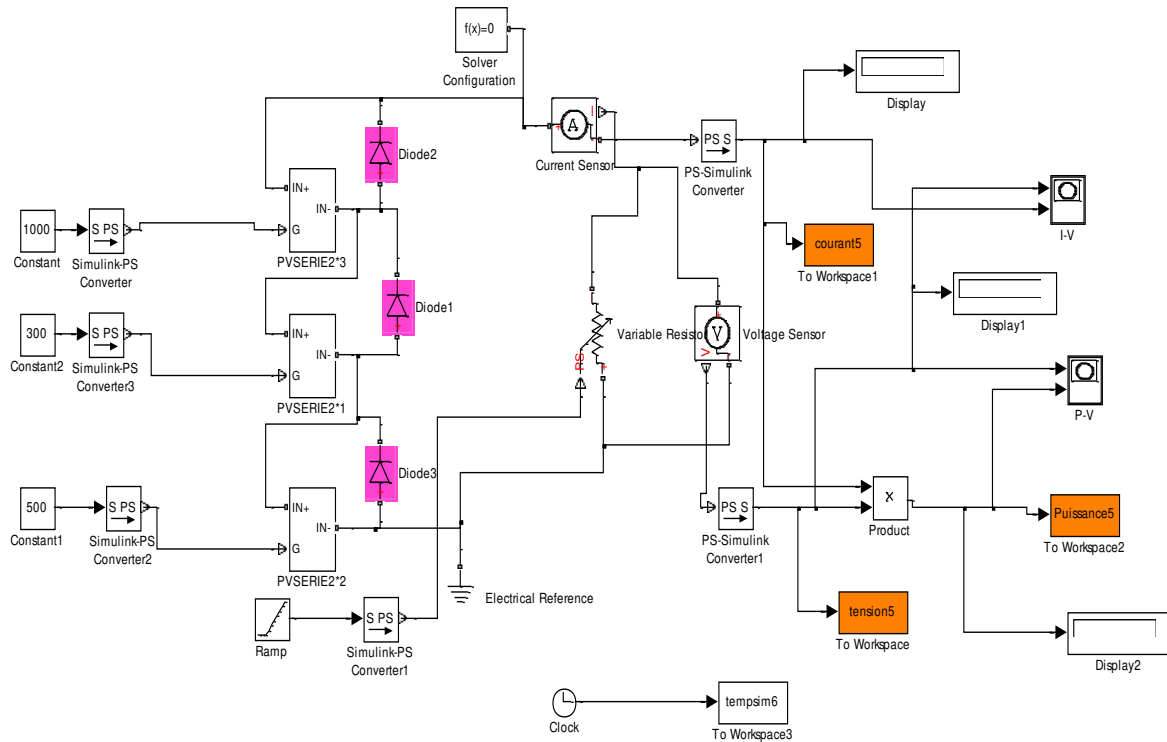 f(x)=0
Solver
Configuration
Display
Diode2
I
A
+
Current Sensor
PS S
PS-Simulink
Converter
IN+
IN-
G
PVSERIE2*3
1000
Constant
S PS
Simulink-PS
Converter
I-V
courant5
To Workspace1
Diode1
Display1
IN+
IN-
G
PVSERIE2*1
300
Constant2
S PS
Simulink-PS
Converter3
PS
+
Variable Resistor
+
V
V
Voltage Sensor
P-V
Diode3
IN+
IN-
G
PVSERIE2*2
500
Constant1
S PS
Simulink-PS
Converter2
PS S
PS-Simulink
Converter1
x
Product
Puissance5
To Workspace2
Electrical Reference
Ramp
S PS
Simulink-PS
Converter1
tension5
To Workspace
Display2
Clock
tempsim6
To Workspace3